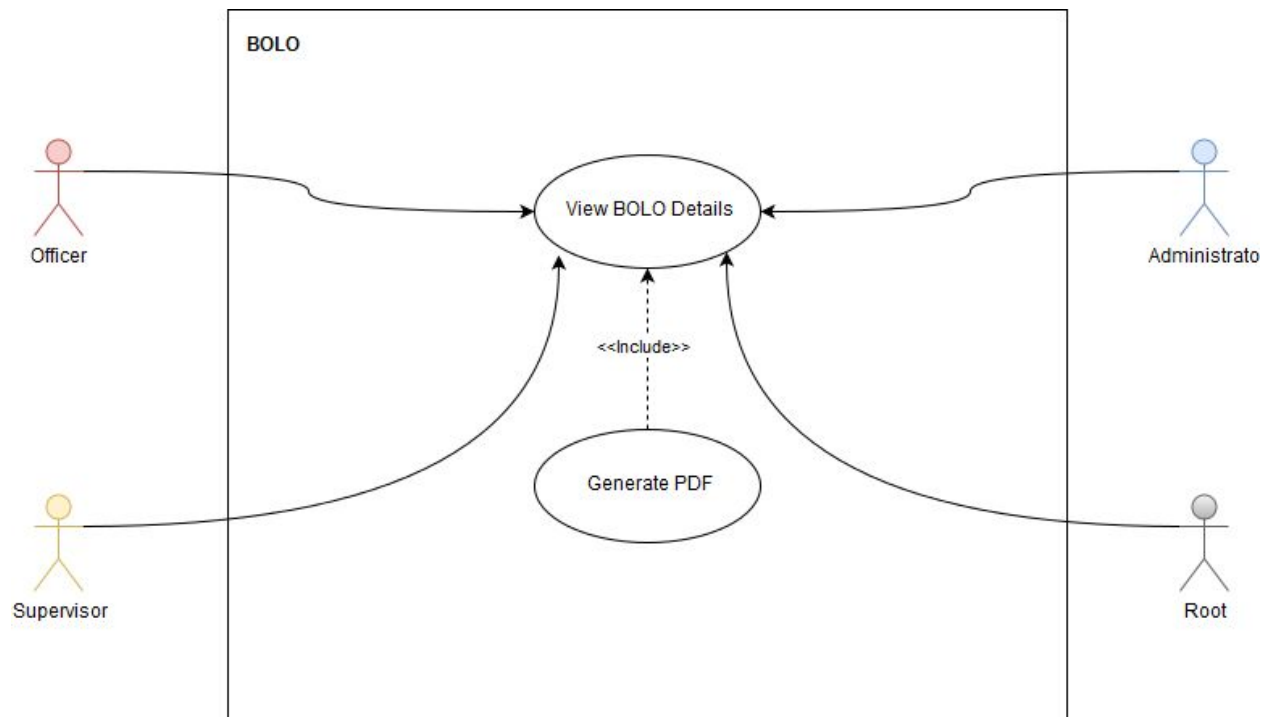 BOLO
Officer
View BOLO Details
Administrato
<<Include>>
Generate PDF
Supervisor
Root